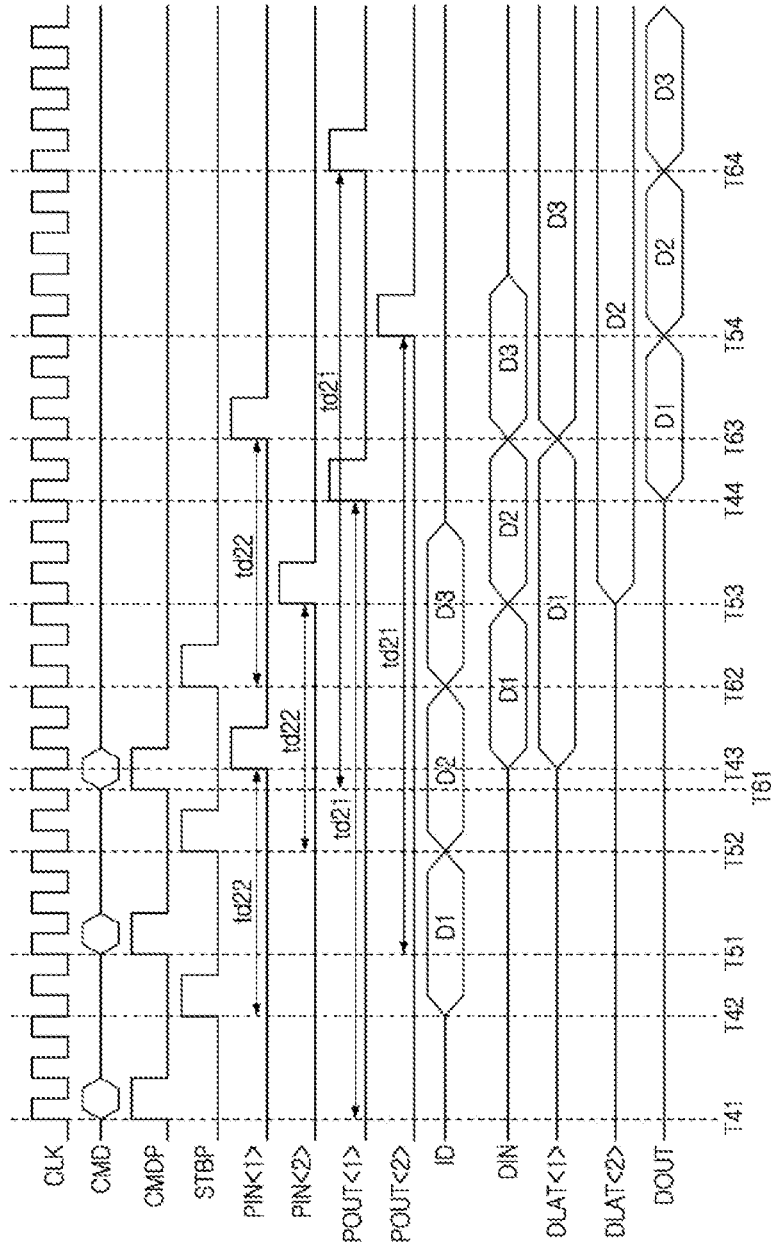 CLK
CMD
CMDP
STBP
PIN<1>
td22
td22
PIN<2>
td22
POUT<1>
td21
td21
POUT<2>
td21
ID
D1
D2
D3
DIN
D1
D2
D3
DLAT<1>
D1
D3
DLAT<2>
D2
DOUT
D1
D2
D3
T41
T42
T51
T52
T61
T43
T62
T53
T44
T63
T54
T64